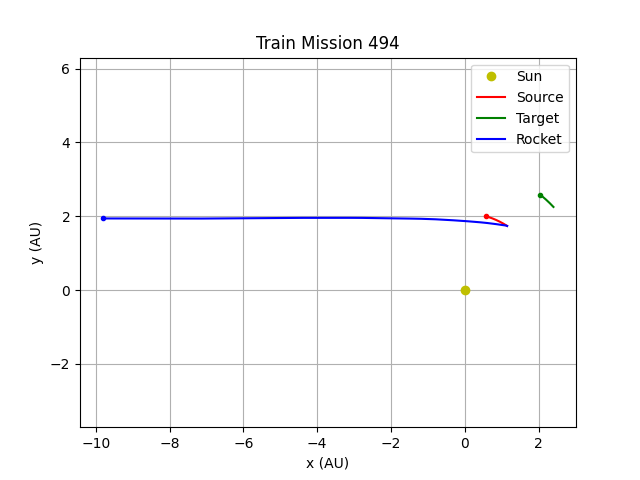 Train Mission 494
Sun
Source
Target
Rocket
y (AU)
6
4
2
0
−2
−10
−8
−6
−4
−2
0
2
x (AU)